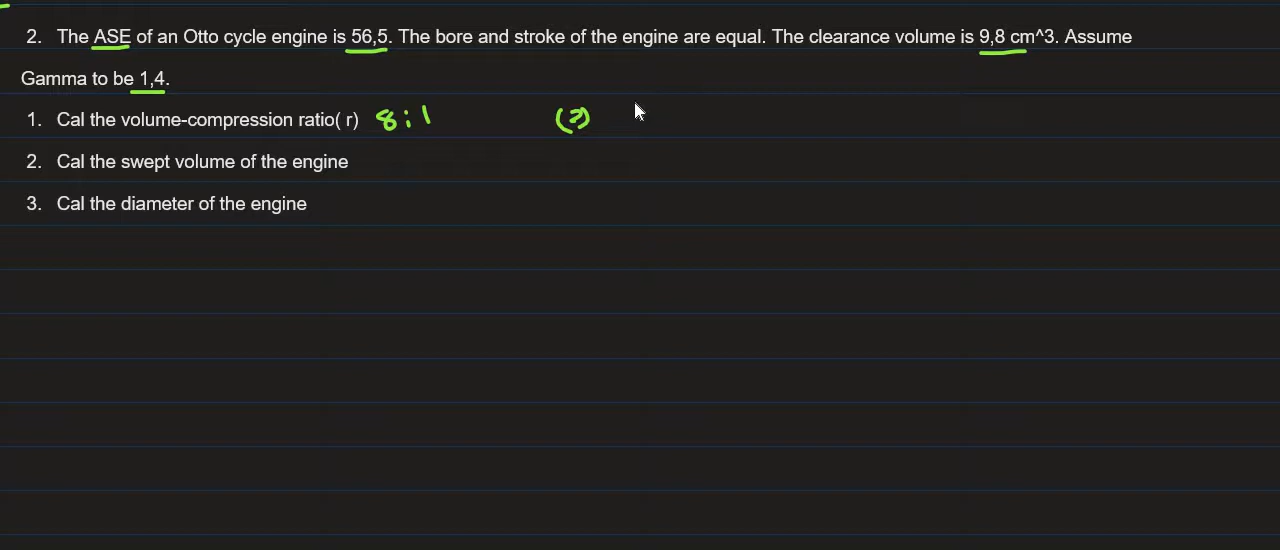 2. The ASE of an Otto cycle engine is 56,5. The bore and stroke of the engine are equal. The clearance volume is 9,8 cm^3. Assume
Gamma to be 1,4.
1. Cal the volume-compression ratio( r) 8:1 (3)
2. Cal the swept volume of the engine
3. Cal the diameter of the engine